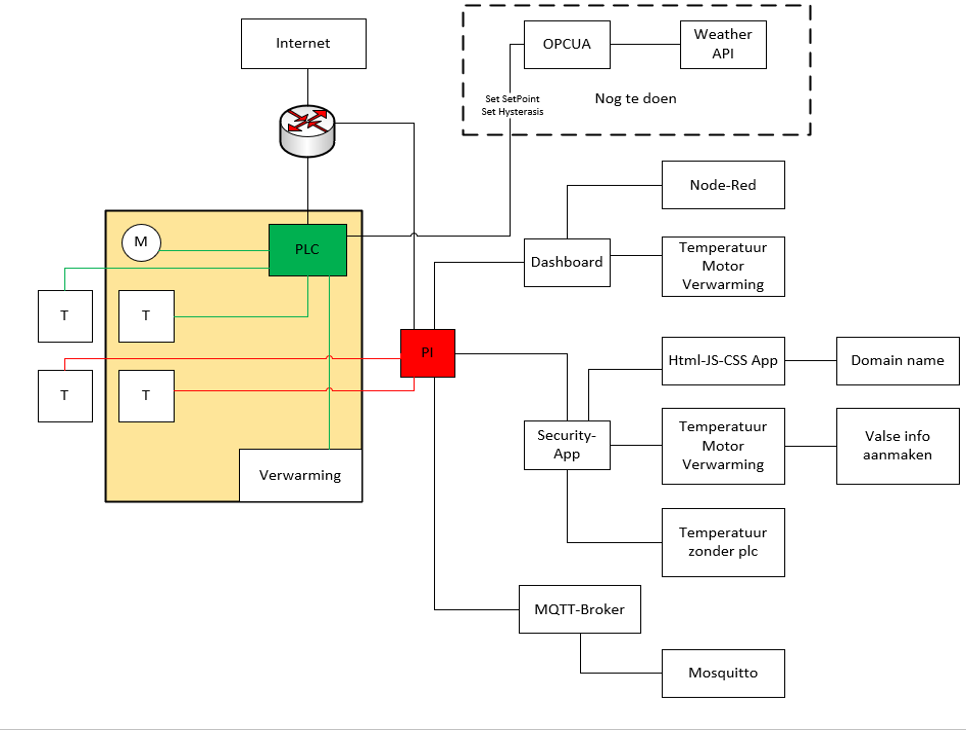 Internet
OPCUA
Weather
API
Set SetPoint
Set Hysterasis
Nog te doen
Node-Red
M
PLC
Dashboard
Temperatuur
Motor
Verwarming
T
T
PI
Html-JS-CSS App
Domain name
T
T
Security-
App
Temperatuur
Motor
Verwarming
Valse info
aanmaken
Verwarming
Temperatuur
zonder plc
MQTT-Broker
Mosquitto